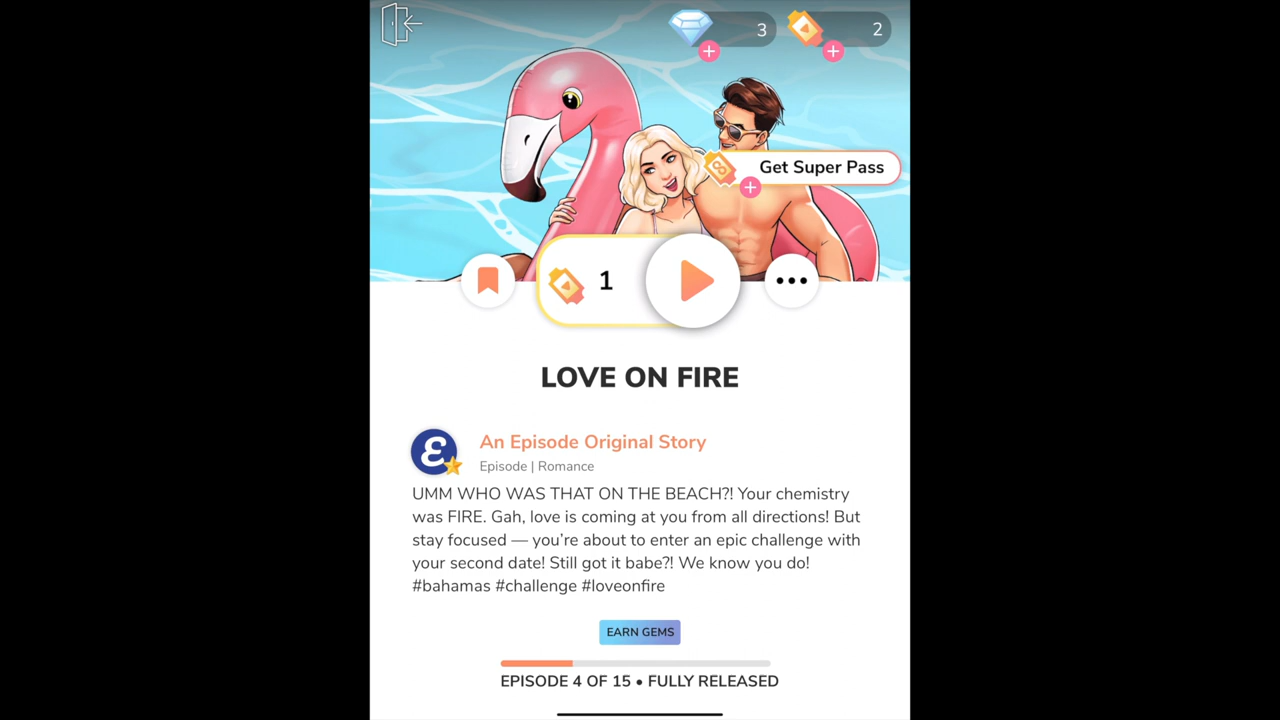 3
2
Get Super Pass
1
LOVE ON FIRE
An Episode Original Story
Episode | Romance
UMM WHO WAS THAT ON THE BEACH?! Your chemistry
was FIRE. Gah, love is coming at you from all directions! But
stay focused — you’re about to enter an epic challenge with
your second date! Still got it babe?! We know you do!
#bahamas #challenge #loveonfire
EARN GEMS
EPISODE 4 OF 15 • FULLY RELEASED